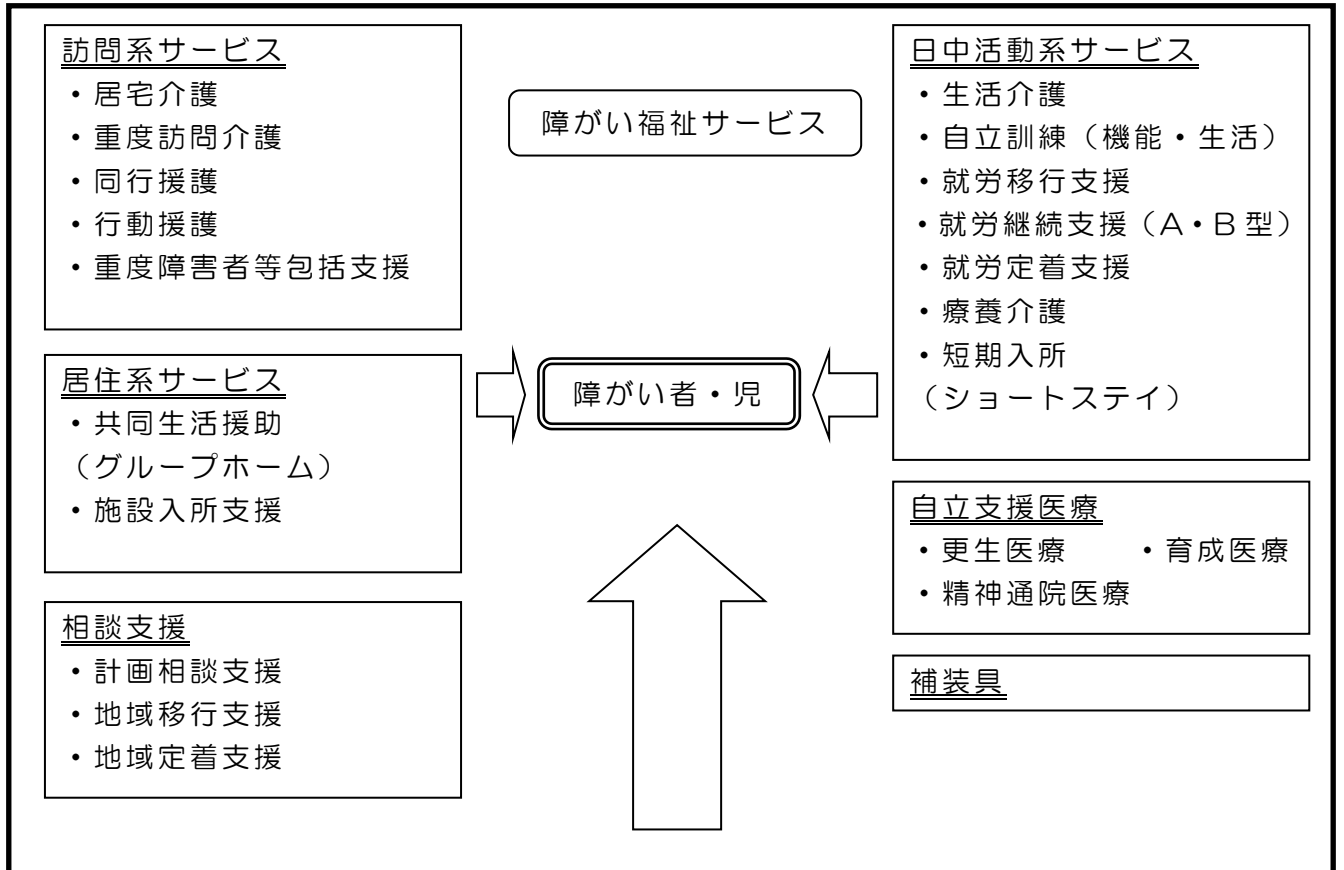 訪問系サービス
・居宅介護
・重度訪問介護
・同行援護
・行動援護
・重度障害者等包括支援
障がい福祉サービス
日中活動系サービス
・生活介護
・自立訓練（機能・生活）
・就労移行支援
・就労継続支援（A・B型）
・就労定着支援
・療養介護
・短期入所
（ショートステイ）
居住系サービス
・共同生活援助
（グループホーム）
・施設入所支援
障がい者・児
自立支援医療
・更生医療　・育成医療
・精神通院医療
相談支援
・計画相談支援
・地域移行支援
・地域定着支援
補装具